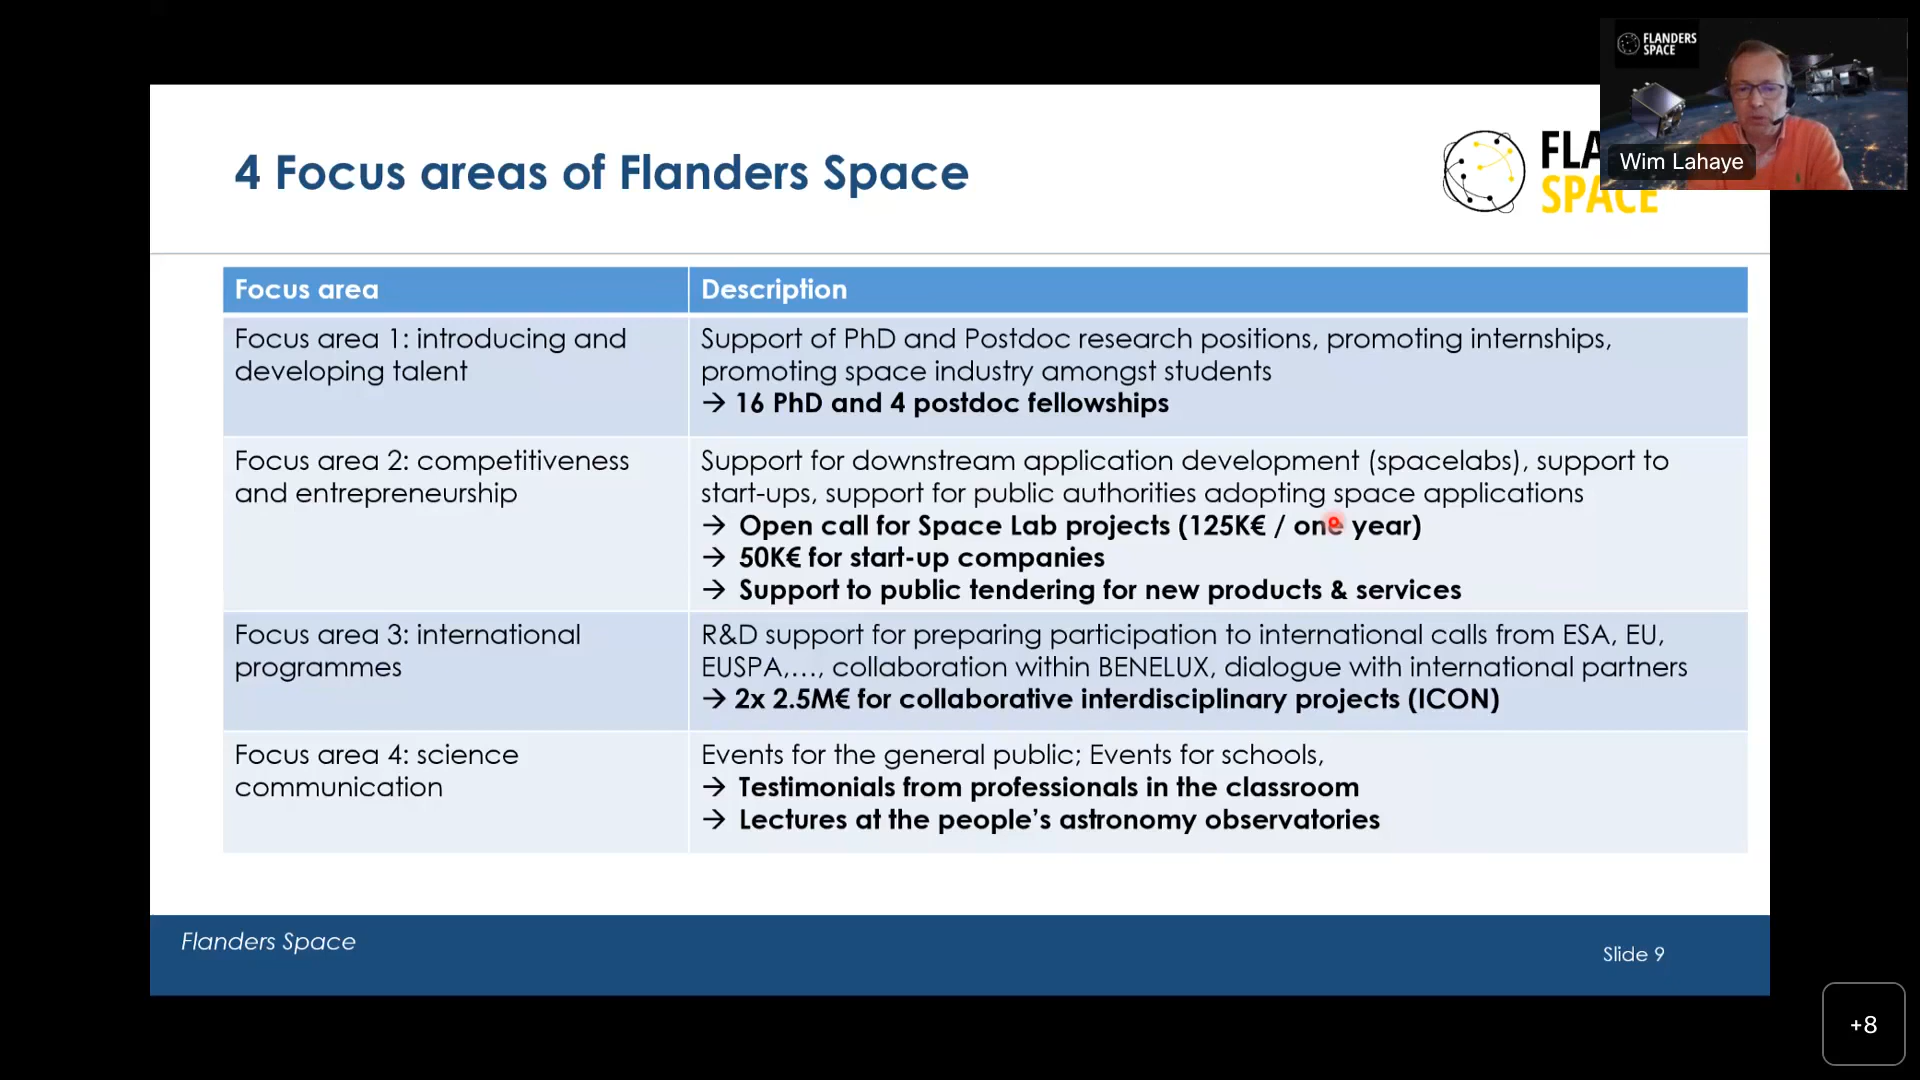 FLANDERS
SPACE
Wim Lahaye
4 Focus areas of Flanders Space
FLA
SPACE
Focus area
Description
Focus area 1: introducing and
developing talent
Support of PhD and Postdoc research positions, promoting internships,
promoting space industry amongst students
→ 16 PhD and 4 postdoc fellowships
Focus area 2: competitiveness
and entrepreneurship
Support for downstream application development (spacelabs), support to
start-ups, support for public authorities adopting space applications
→ Open call for Space Lab projects (125K€ / one year)
→ 50K€ for start-up companies
→ Support to public tendering for new products & services
Focus area 3: international
programmes
R&D support for preparing participation to international calls from ESA, EU,
EUSPA,…, collaboration within BENELUX, dialogue with international partners
→ 2x 2.5M€ for collaborative interdisciplinary projects (ICON)
Focus area 4: science
communication
Events for the general public; Events for schools,
→ Testimonials from professionals in the classroom
→ Lectures at the people’s astronomy observatories
Flanders Space
Slide 9
+8